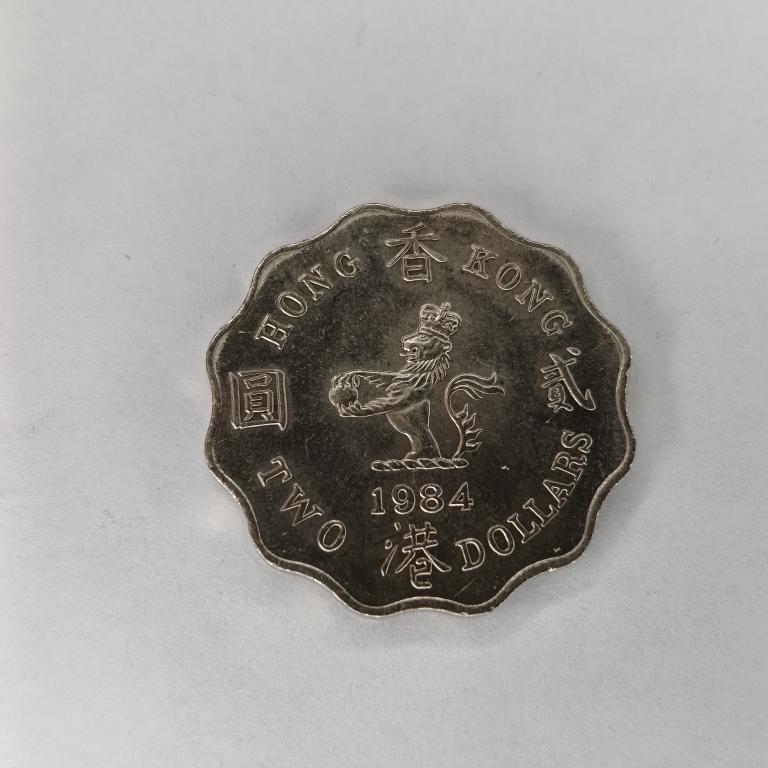 HONG KONG
香
港
貳
圓
1984
TWO DOLLARS